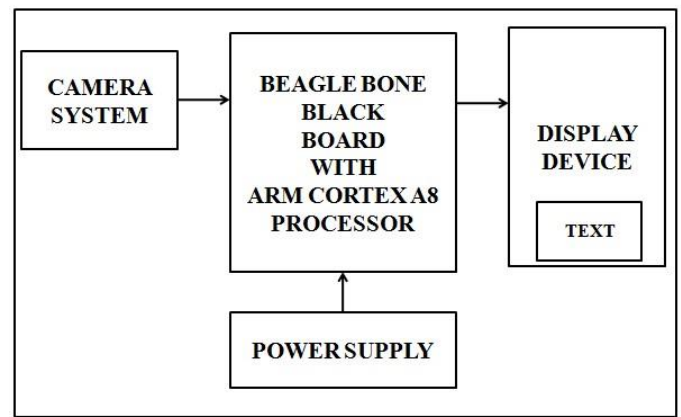 CAMERA
SYSTEM
BEAGLE BONE
BLACK
BOARD
WITH
ARM CORTEX A8
PROCESSOR
DISPLAY
DEVICE
TEXT
POWER SUPPLY